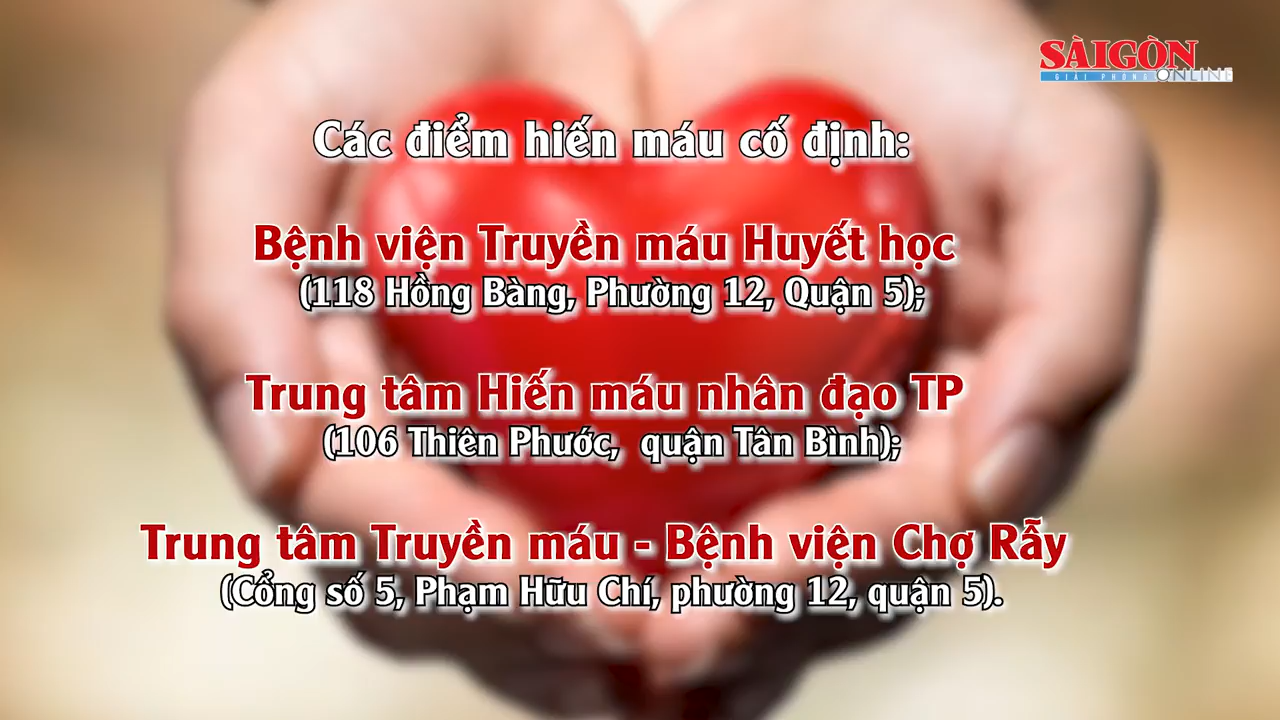 SÀIGÒN
GIẢI PHÓNG ONLINE
Các điểm hiến máu cố định:
Bệnh viện Truyền máu Huyết học
(118 Hồng Bàng, Phường 12, Quận 5);
Trung tâm Hiến máu nhân đạo TP
(106 Thiên Phước, quận Tân Bình);
Trung tâm Truyền máu - Bệnh viện Chợ Rẫy
(Cổng số 5, Phạm Hữu Chí, phường 12, quận 5).